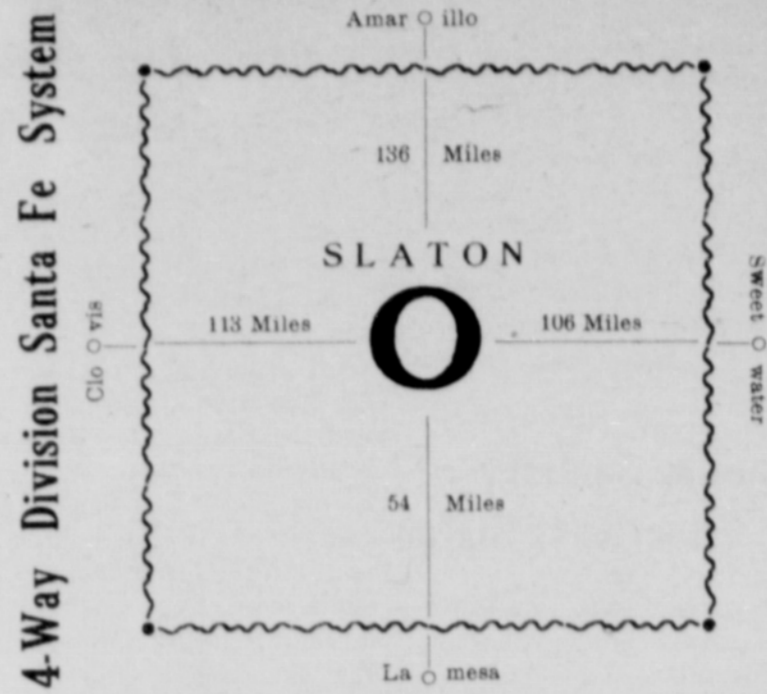 4-Way Division Santa Fe System
Amar illo
136 Miles
SLATON
113 Miles
106 Miles
Clo vis
Sweet water
54 Miles
La mesa